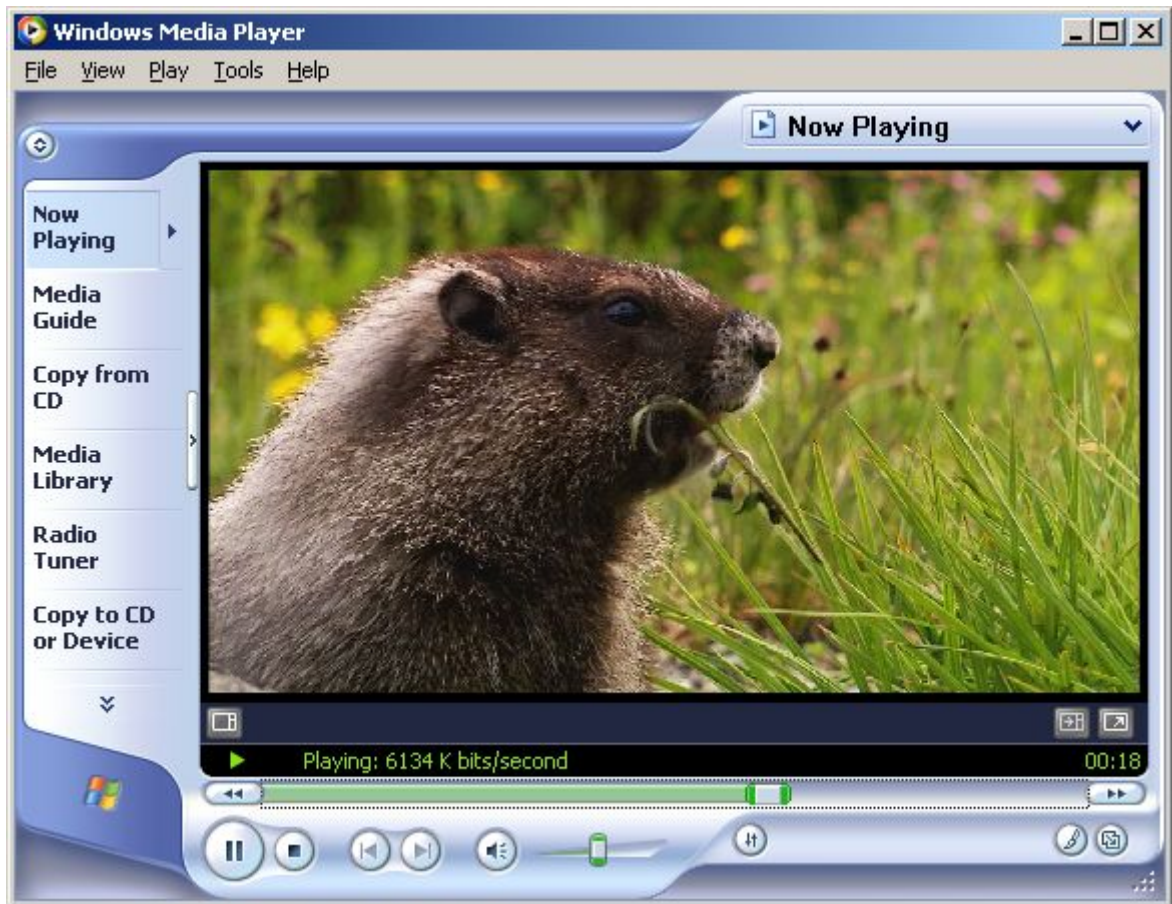 Windows Media Player
File View Play Tools Help
Now Playing
Now
Playing
Media
Guide
Copy from
CD
Media
Library
Radio
Tuner
Copy to CD
or Device
Playing: 6134 K bits/second
00:18